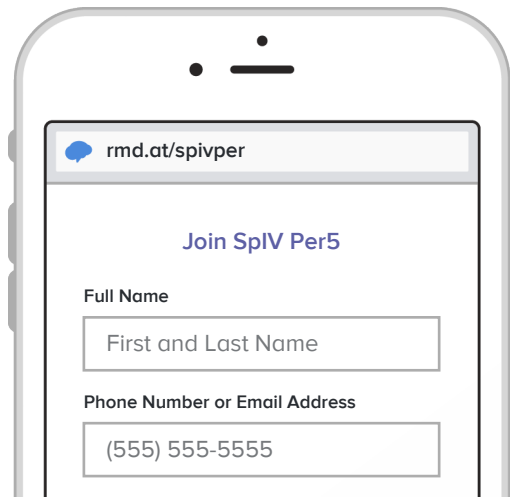 rmd.at/spivper
Join SpIV Per5
Full Name
First and Last Name
Phone Number or Email Address
(555) 555-5555